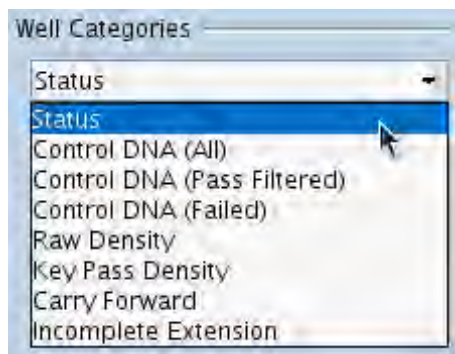 Well Categories
Status
Status
Control DNA (All)
Control DNA (Pass Filtered)
Control DNA (Failed)
Raw Density
Key Pass Density
Carry Forward
Incomplete Extension